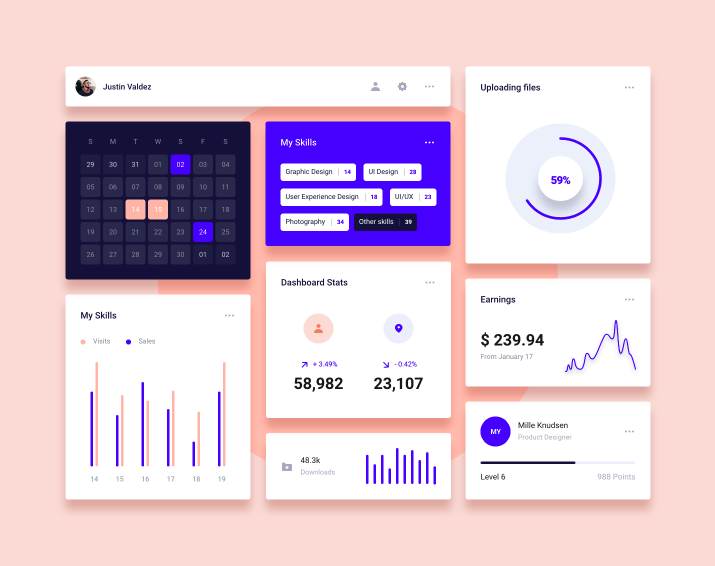 Justin Valdez
S M T W S F S
29 30 31 01 02 03 04
05 06 07 08 09 10 11
12 13 14 15 16 17 18
19 20 21 22 23 24 25
26 27 28 29 30 01 02
My Skills
Visits Sales
14 15 16 17 18 19
My Skills
Graphic Design 14 UI Design 28
User Experience Design 18 UI/UX 23
Photography 34 Other skills 39
Dashboard Stats
+ 3.49% - 0.42%
58,982 23,107
48.3k
Downloads
Uploading files
59%
Earnings
$ 239.94
From January 17
MY
Mille Knudsen
Product Designer
Level 6 988 Points